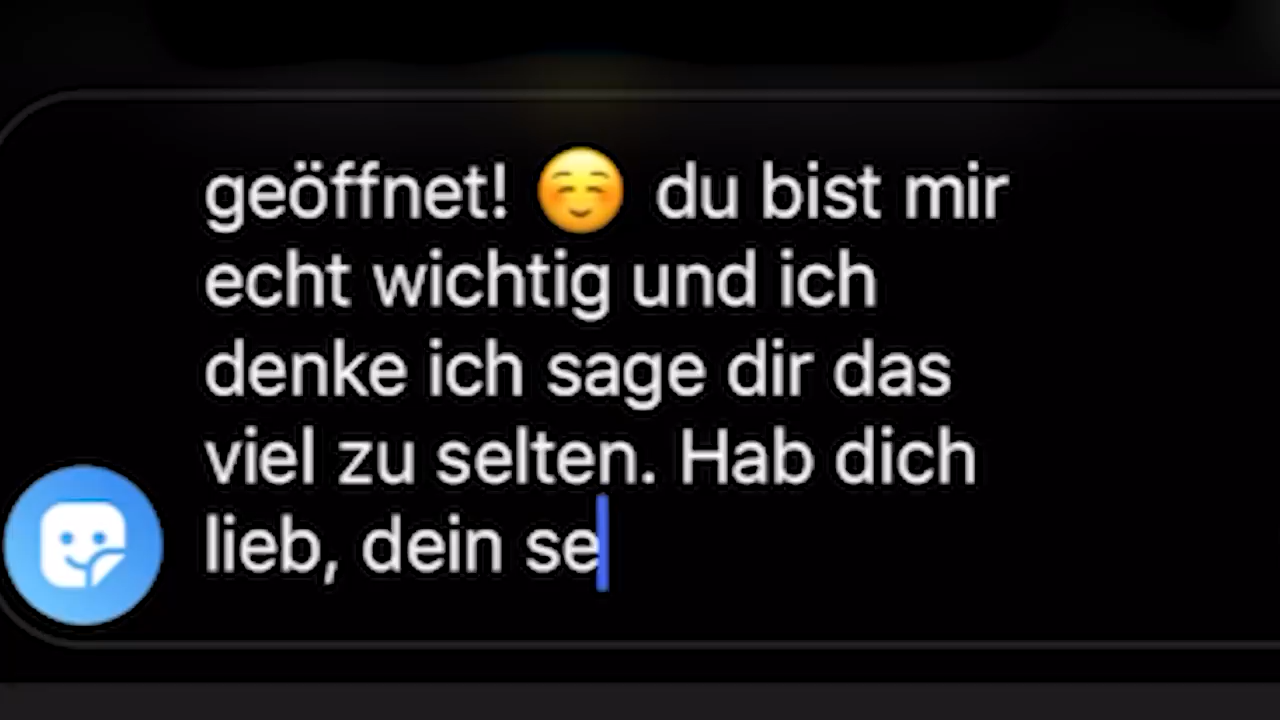 geöffnet! ☺️ du bist mir
echt wichtig und ich
denke ich sage dir das
viel zu selten. Hab dich
lieb, dein se